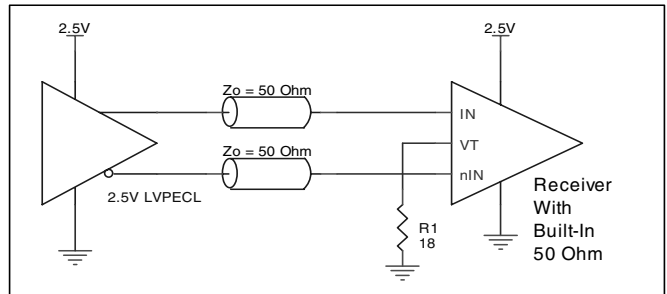 2.5V
2.5V
Zo = 50 Ohm
IN
VT
Zo = 50 Ohm
nIN
2.5V LVPECL
R1
18
Receiver
With
Built-In
50 Ohm